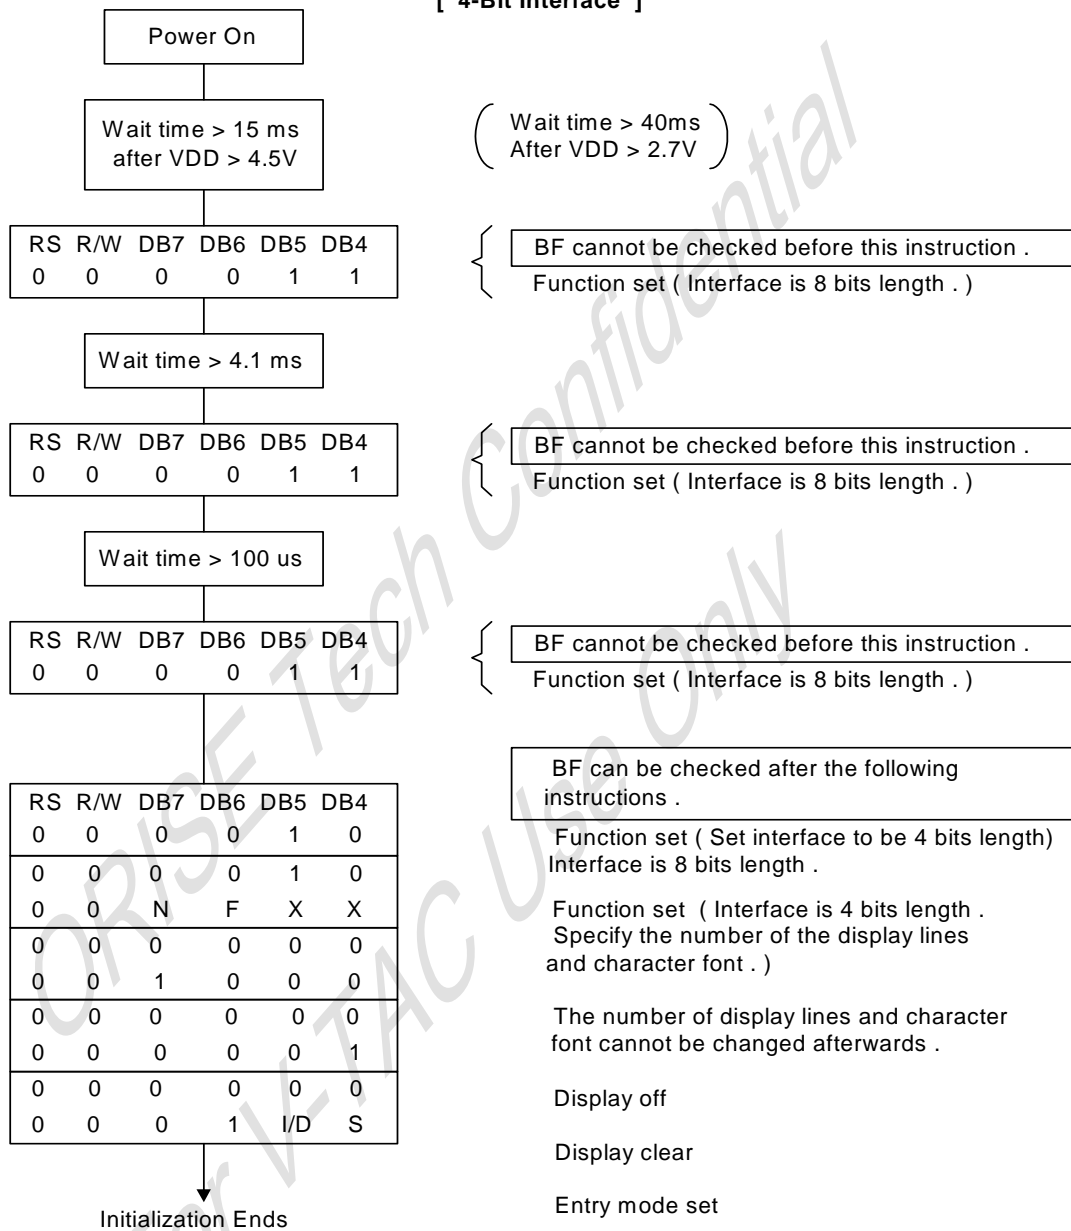 [ 4-Bit Interface ]
Power On
Wait time > 15 ms
after VDD > 4.5V
Wait time > 40ms
After VDD > 2.7V
RS R/W DB7 DB6 DB5 DB4
0 0 0 0 1 1
BF cannot be checked before this instruction .
Function set ( Interface is 8 bits length . )
Wait time > 4.1 ms
RS R/W DB7 DB6 DB5 DB4
0 0 0 0 1 1
BF cannot be checked before this instruction .
Function set ( Interface is 8 bits length . )
Wait time > 100 us
RS R/W DB7 DB6 DB5 DB4
0 0 0 0 1 1
BF cannot be checked before this instruction .
Function set ( Interface is 8 bits length . )
RS R/W DB7 DB6 DB5 DB4
0 0 0 0 1 0
0 0 0 0 1 0
0 0 N F X X
0 0 0 0 0 0
0 0 1 0 0 0
0 0 0 0 0 0
0 0 0 0 0 1
0 0 0 0 0 0
0 0 0 1 I/D S
Initialization Ends
BF can be checked after the following
instructions .
Function set ( Set interface to be 4 bits length)
Interface is 8 bits length .
Function set ( Interface is 4 bits length .
Specify the number of the display lines
and character font . )
The number of display lines and character
font cannot be changed afterwards .
Display off
Display clear
Entry mode set
ORISE Tech Confidential
For V-TAC Use Only